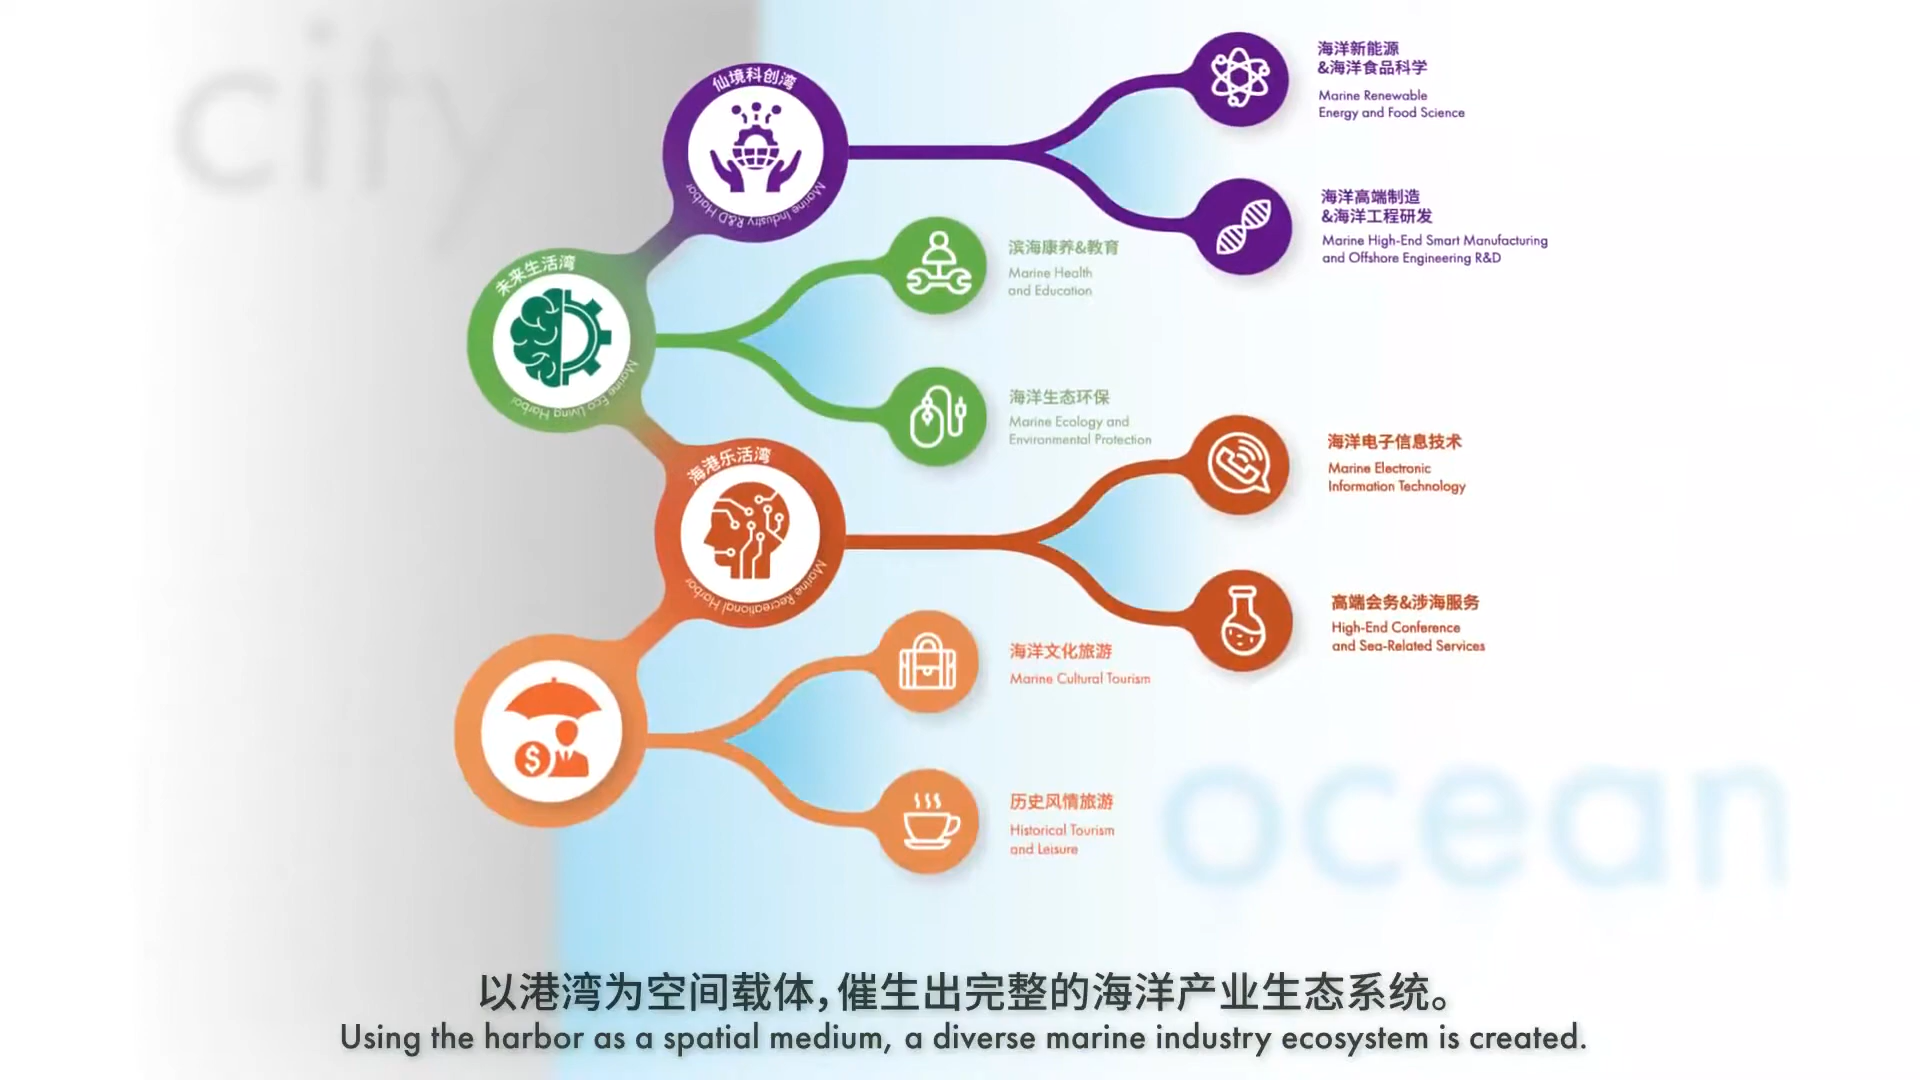 city
仙境科创湾
Marine Industry R&D Harbor
海洋新能源
&海洋食品科学
Marine Renewable
Energy and Food Science
海洋高端制造
&海洋工程研发
Marine High-End Smart Manufacturing
and Offshore Engineering R&D
未来生活湾
Marine Eco Living Harbor
滨海康养&教育
Marine Health
and Education
海洋生态环保
Marine Ecology and
Environmental Protection
海港乐活湾
Marine Recreational Harbor
海洋电子信息技术
Marine Electronic
Information Technology
高端会务&涉海服务
High-End Conference
and Sea-Related Services
$
海洋文化旅游
Marine Cultural Tourism
历史风情旅游
Historical Tourism
and Leisure
ocean
以港湾为空间载体，催生出完整的海洋产业生态系统。
Using the harbor as a spatial medium, a diverse marine industry ecosystem is created.